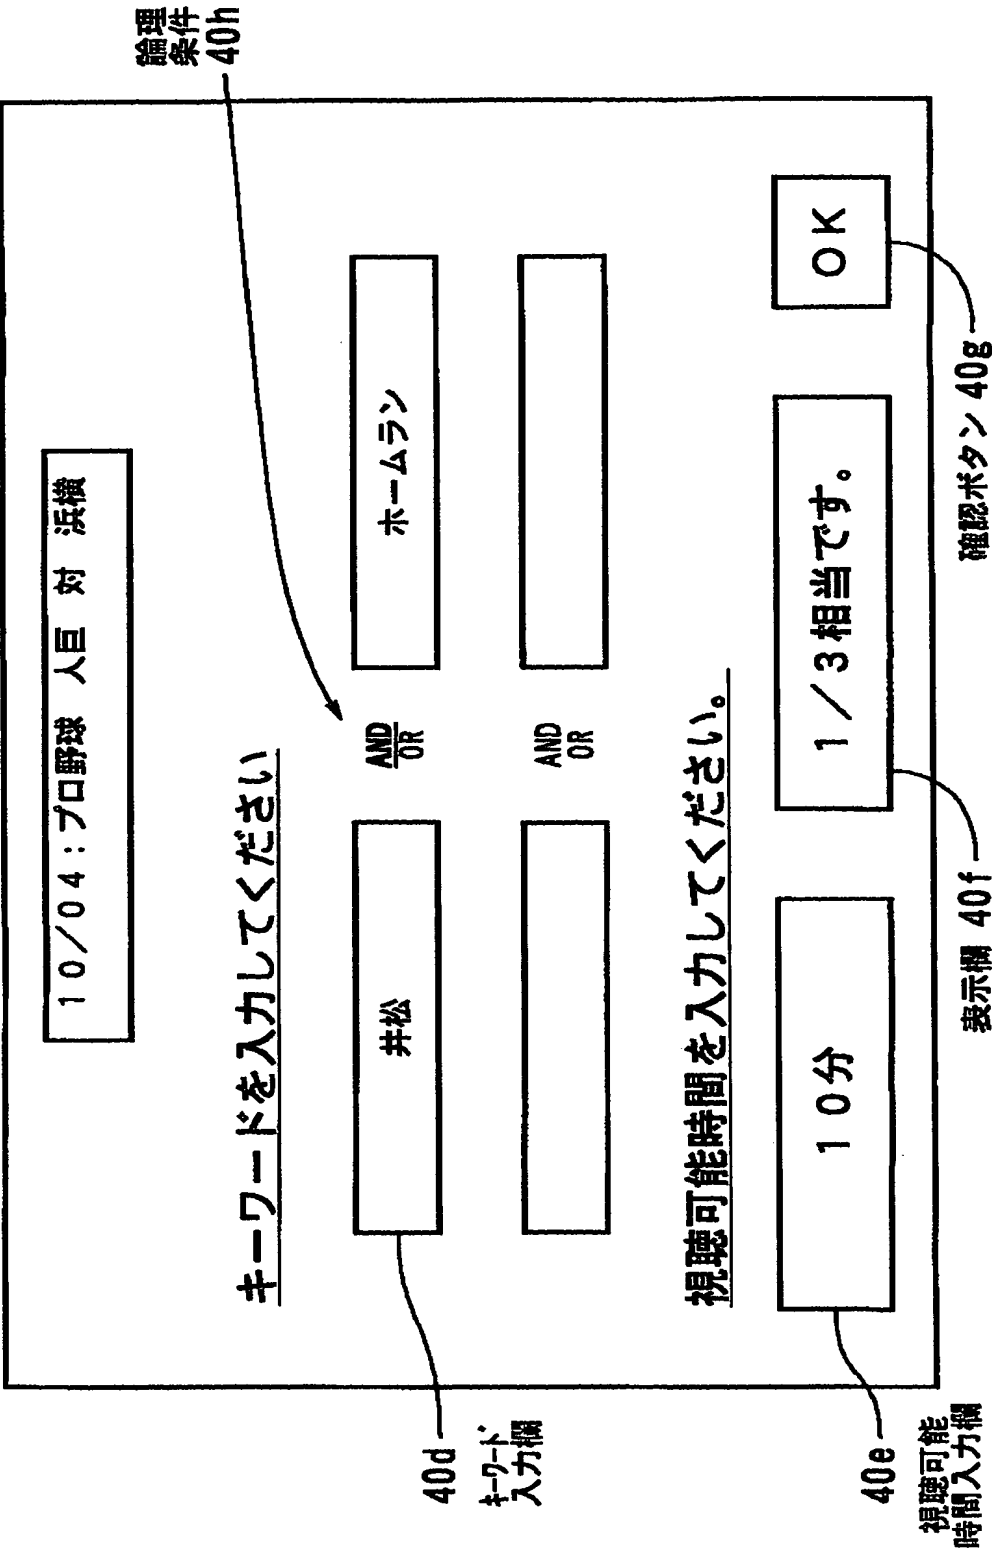 論理
条件
40h
10/04:プロ野球 人巨 対 浜横
キーワードを入力してください
井松
AND
OR
ホームラン
AND
OR
40d
キーワード
入力欄
視聴可能時間を入力してください。
10分
1/3相当です。
OK
40e
視聴可能
時間入力欄
表示欄 40f
確認ボタン 40g